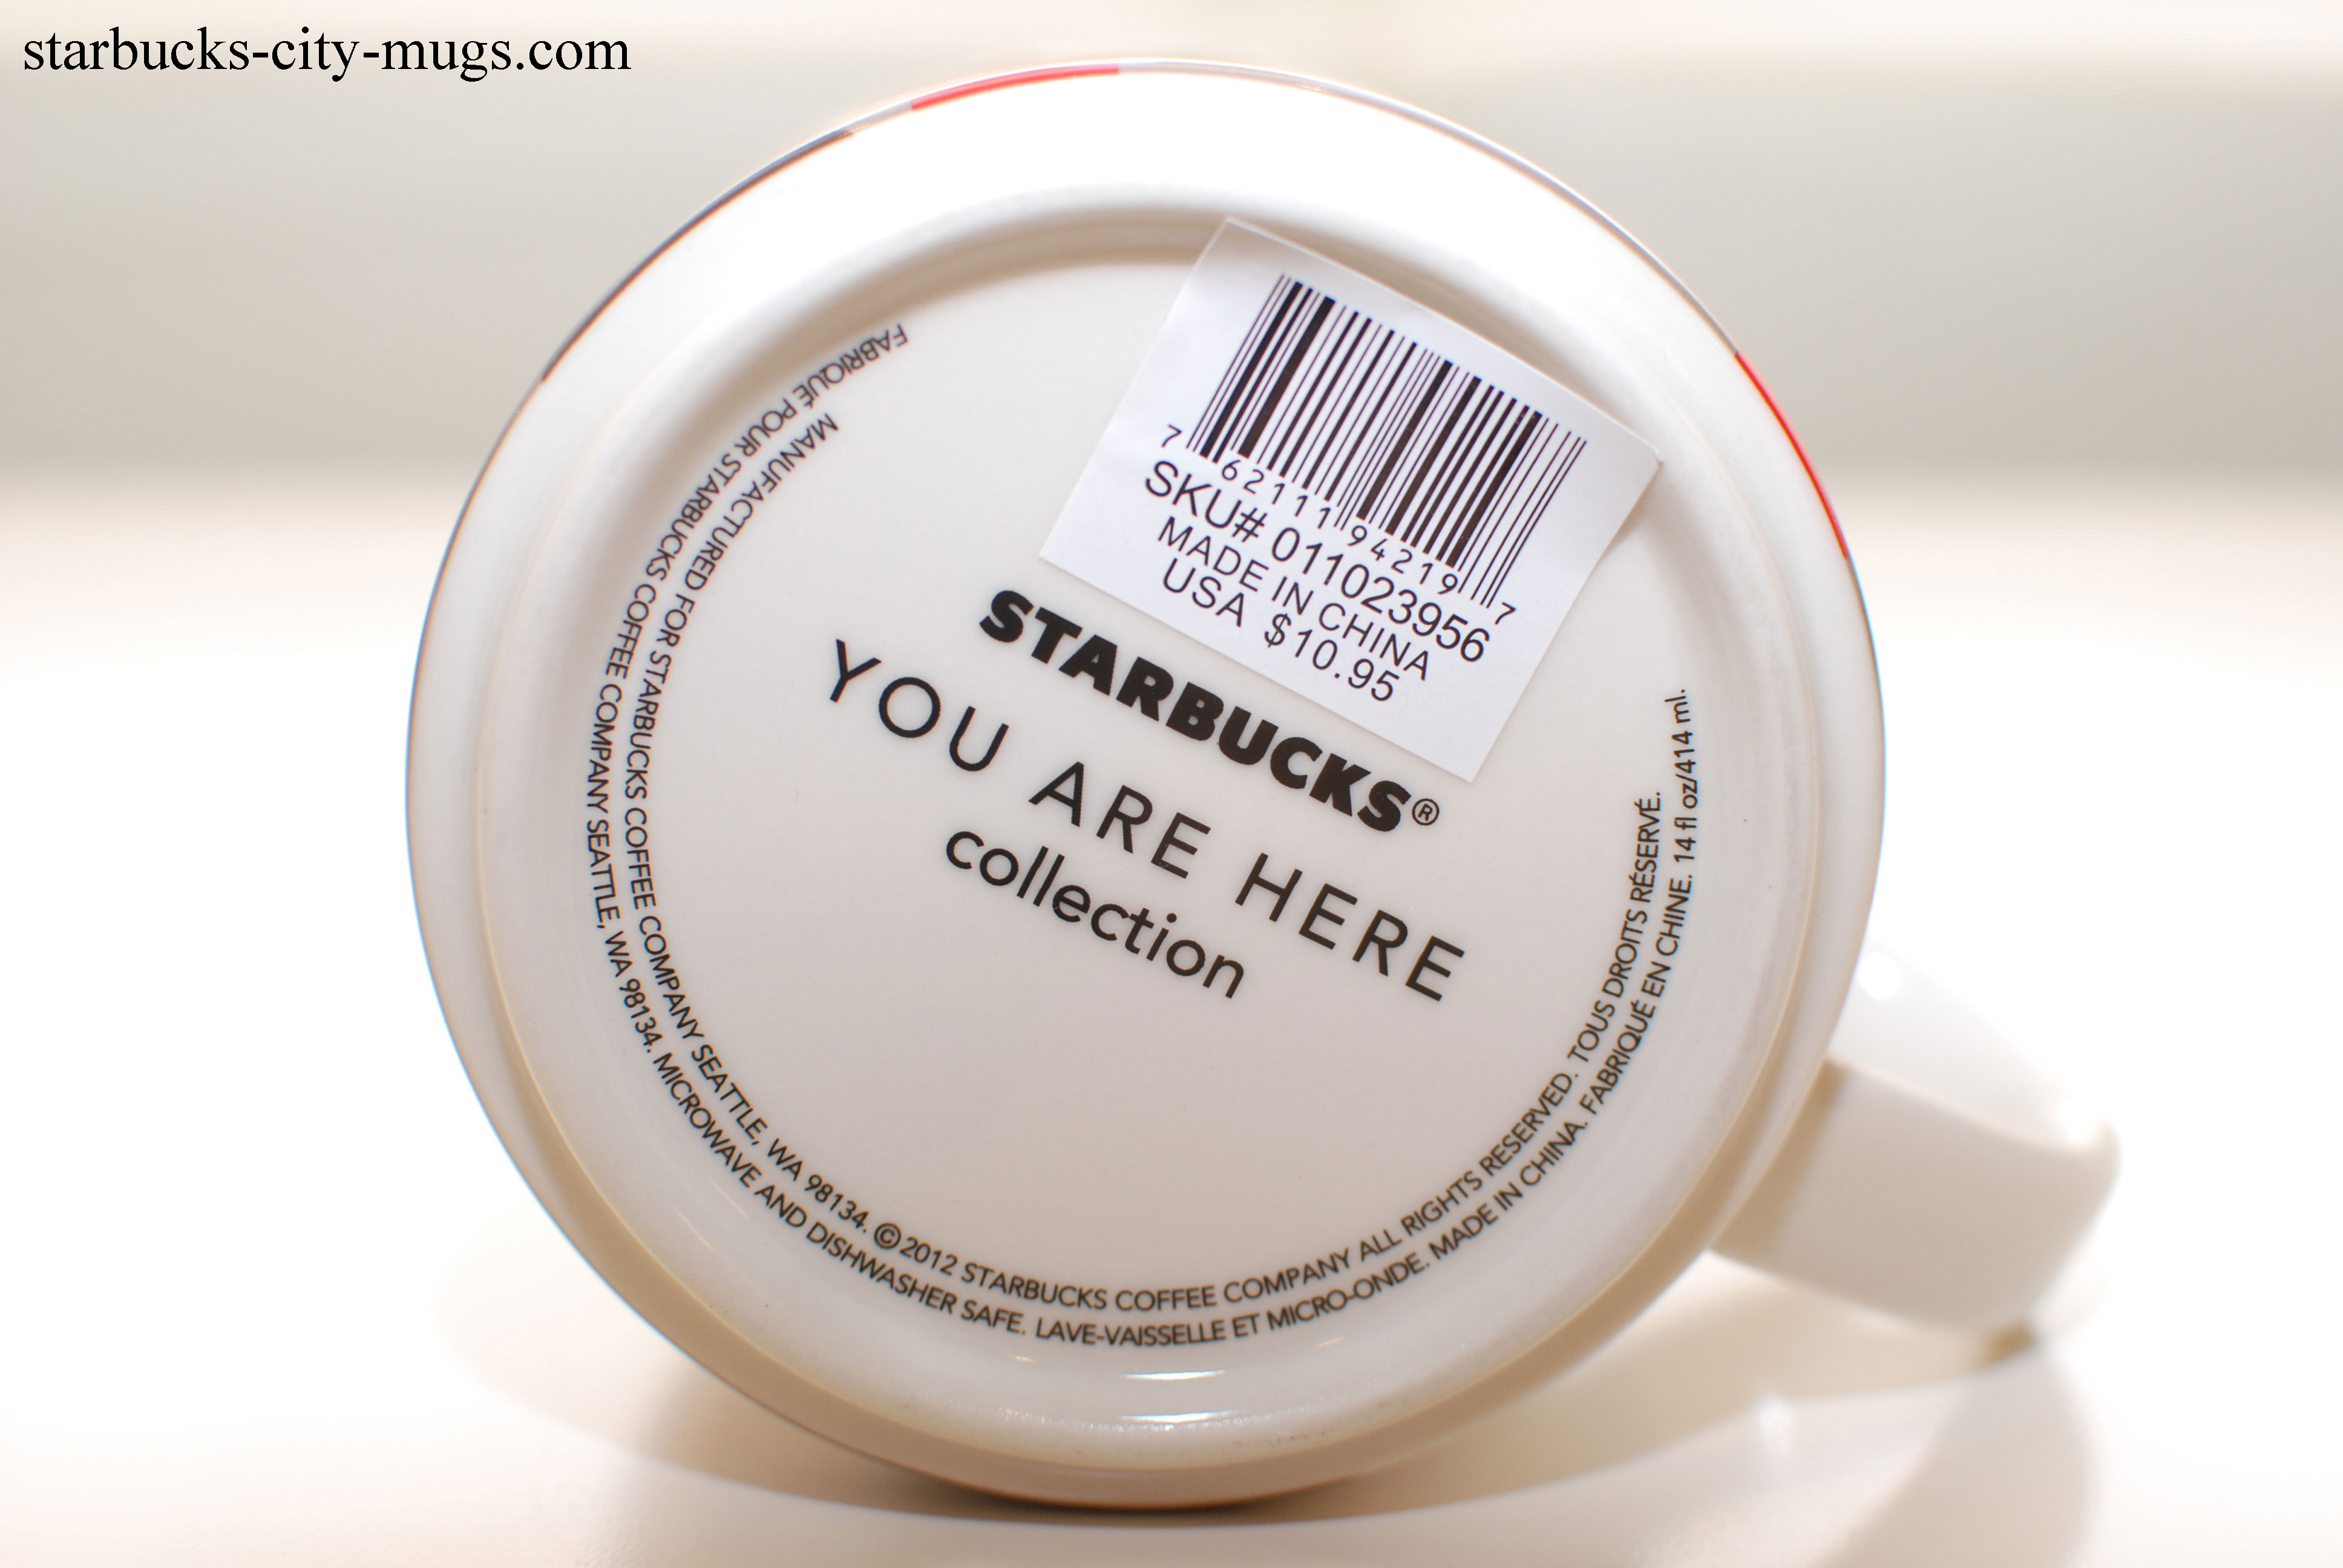 starbucks-city-mugs.com
7 62111 94219 7
SKU# 011023956
MADE IN CHINA
USA $10.95
STARBUCKS®
YOU ARE HERE
collection
MANUFACTURED FOR STARBUCKS COFFEE COMPANY SEATTLE, WA 98134. ©2012 STARBUCKS COFFEE COMPANY ALL RIGHTS RESERVED. TOUS DROITS RÉSERVÉ.
FABRIQUÉ POUR STARBUCKS COFFEE COMPANY SEATTLE, WA 98134. MICROWAVE AND DISHWASHER SAFE. LAVE-VAISSELLE ET MICRO-ONDE. MADE IN CHINA. FABRIQUÉ EN CHINE. 14 fl oz/414 ml.